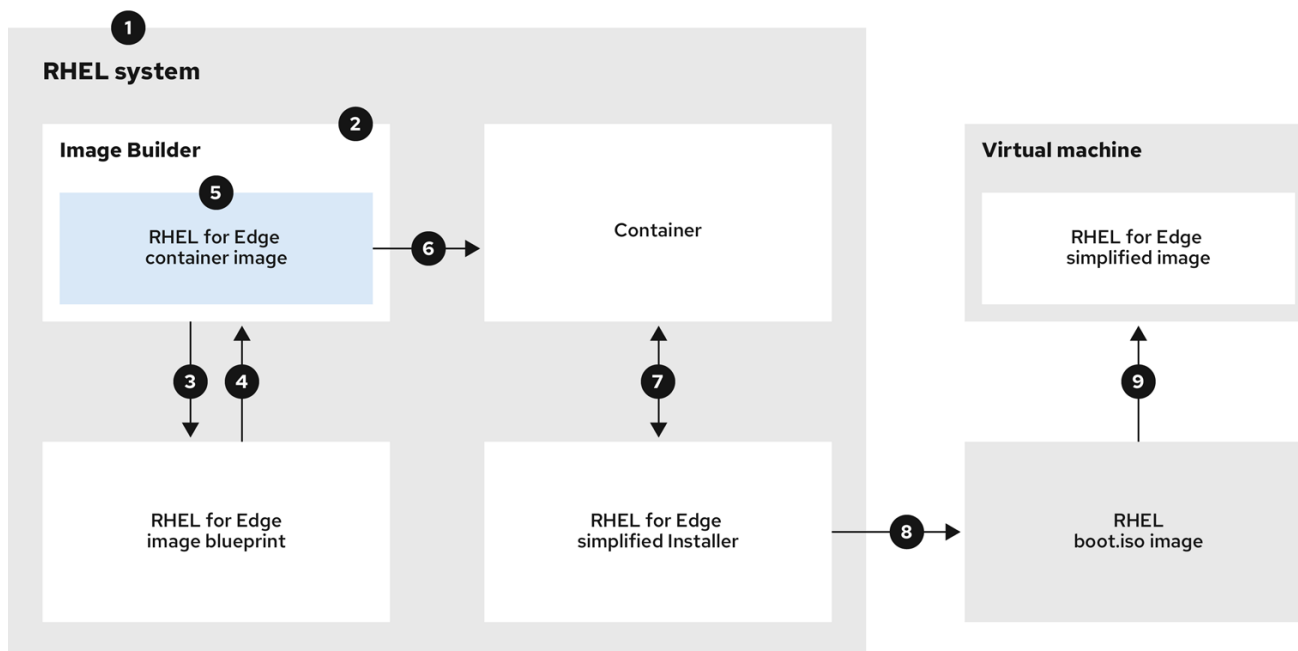 1
RHEL system
2
Image Builder
5
RHEL for Edge
container image
6
Container
Virtual machine
RHEL for Edge
simplified image
3
4
7
9
RHEL for Edge
image blueprint
RHEL for Edge
simplified Installer
8
RHEL
boot.iso image